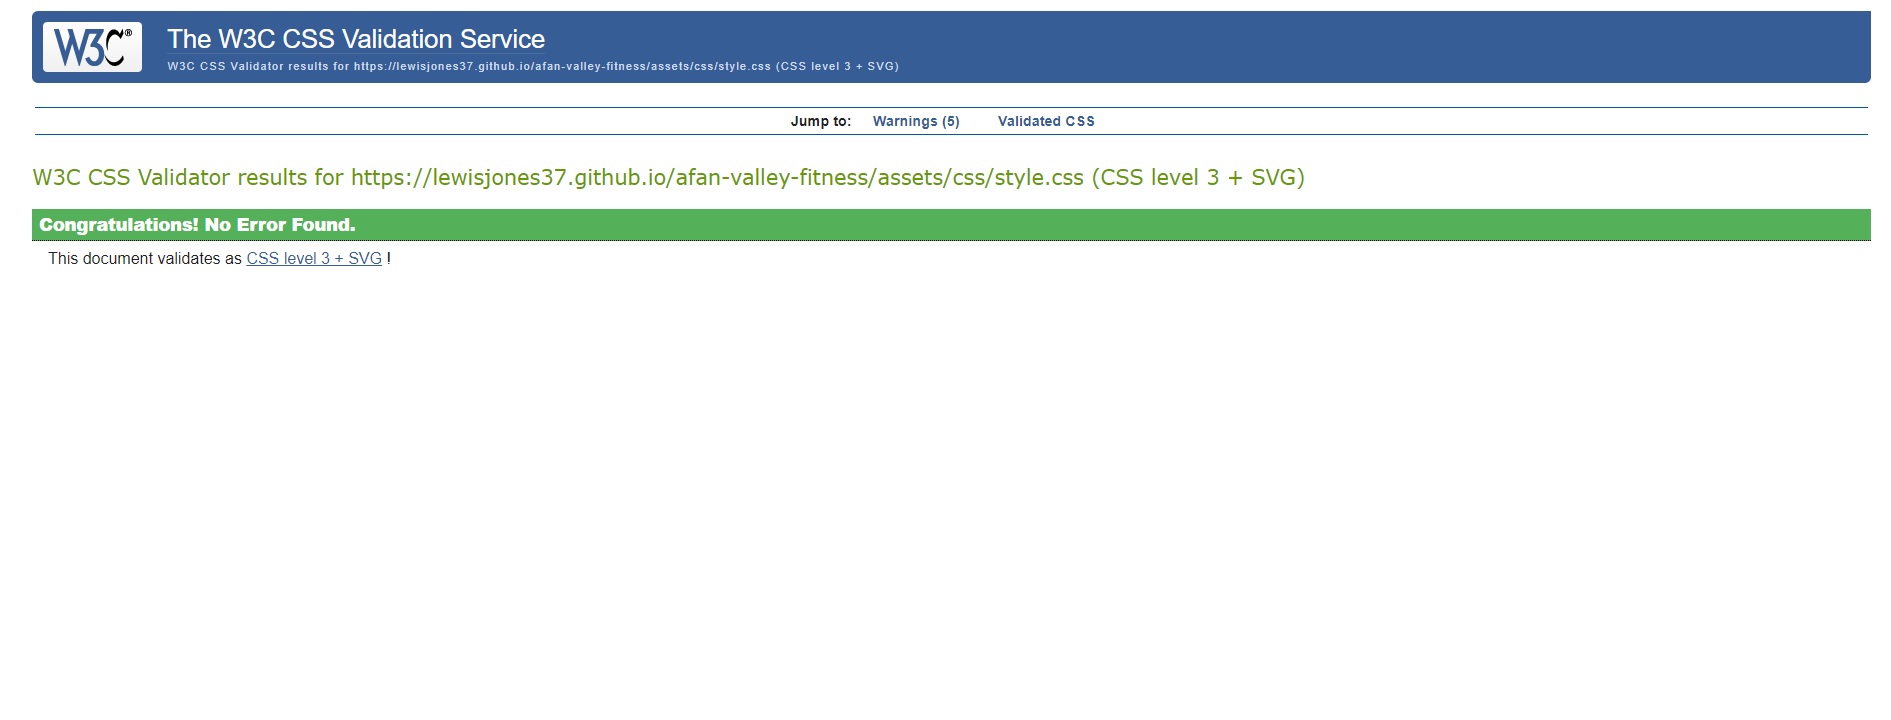 W3C®
The W3C CSS Validation Service
W3C CSS Validator results for https://lewisjones37.github.io/afan-valley-fitness/assets/css/style.css (CSS level 3 + SVG)
Jump to: Warnings (5) Validated CSS
W3C CSS Validator results for https://lewisjones37.github.io/afan-valley-fitness/assets/css/style.css (CSS level 3 + SVG)
Congratulations! No Error Found.
This document validates as CSS level 3 + SVG !